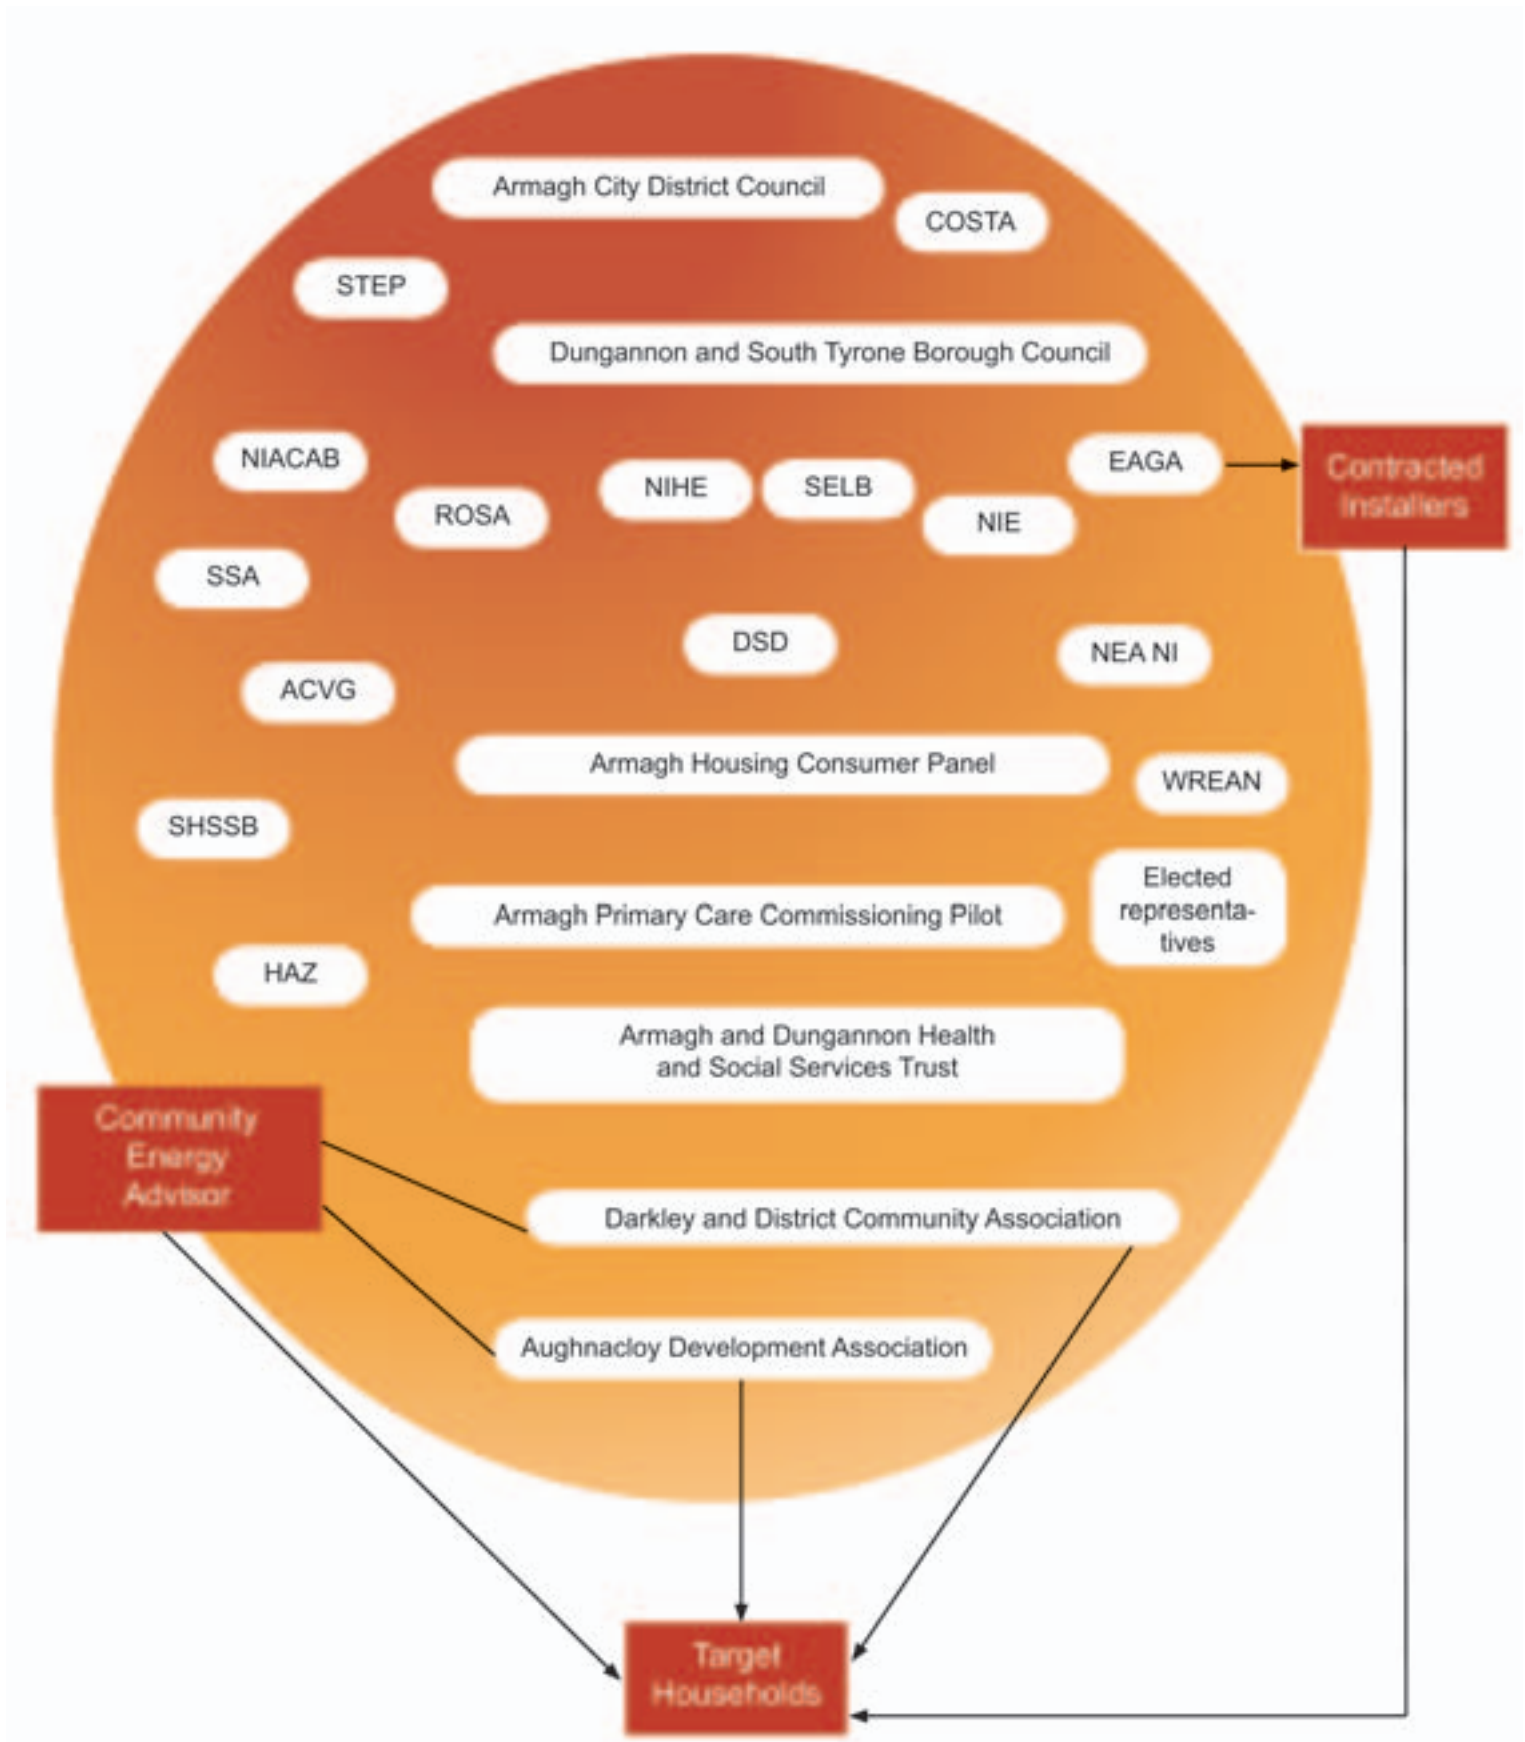 Armagh City District Council
COSTA
STEP
Dungannon and South Tyrone Borough Council
NIACAB
ROSA
NIHE
SELB
NIE
EAGA
Contracted
Installers
SSA
DSD
NEA NI
ACVG
Armagh Housing Consumer Panel
WREAN
SHSSB
Elected
representa-
tives
Armagh Primary Care Commissioning Pilot
HAZ
Armagh and Dungannon Health
and Social Services Trust
Community
Energy
Advisor
Darkley and District Community Association
Aughnacloy Development Association
Target
Households